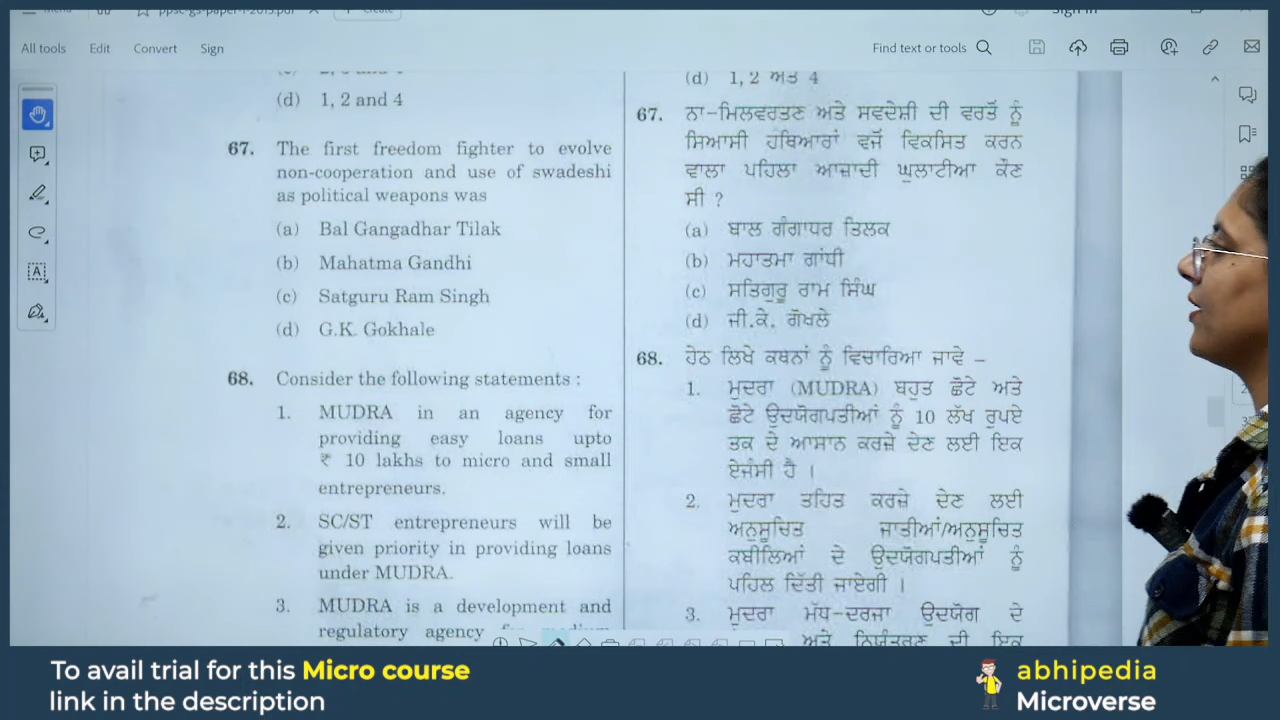 All tools
Edit
Convert
Sign
Find text or tools
(d) 1, 2 and 4
67. The first freedom fighter to evolve
non-cooperation and use of swadeshi
as political weapons was
(a) Bal Gangadhar Tilak
(b) Mahatma Gandhi
(c) Satguru Ram Singh
(d) G.K. Gokhale
68. Consider the following statements :
1. MUDRA in an agency for
providing easy loans upto
₹ 10 lakhs to micro and small
entrepreneurs.
2. SC/ST entrepreneurs will be
given priority in providing loans
under MUDRA.
3. MUDRA is a development and
regulatory agency for medium
(d) 1, 2 ਅਤੇ 4
67. ਨਾ-ਮਿਲਵਰਤਣ ਅਤੇ ਸਵਦੇਸ਼ੀ ਦੀ ਵਰਤੋਂ ਨੂੰ
ਸਿਆਸੀ ਹਥਿਆਰਾਂ ਵਜੋਂ ਵਿਕਸਿਤ ਕਰਨ
ਵਾਲਾ ਪਹਿਲਾ ਆਜ਼ਾਦੀ ਘੁਲਾਟੀਆ ਕੌਣ
ਸੀ ?
(a) ਬਾਲ ਗੰਗਾਧਰ ਤਿਲਕ
(b) ਮਹਾਤਮਾ ਗਾਂਧੀ
(c) ਸਤਿਗੁਰੂ ਰਾਮ ਸਿੰਘ
(d) ਜੀ.ਕੇ. ਗੋਖਲੇ
68. ਹੇਠ ਲਿਖੇ ਕਥਨਾਂ ਨੂੰ ਵਿਚਾਰਿਆ ਜਾਵੇ –
1. ਮੁਦਰਾ (MUDRA) ਬਹੁਤ ਛੋਟੇ ਅਤੇ
ਛੋਟੇ ਉਦਯੋਗਪਤੀਆਂ ਨੂੰ 10 ਲੱਖ ਰੁਪਏ
ਤਕ ਦੇ ਆਸਾਨ ਕਰਜ਼ੇ ਦੇਣ ਲਈ ਇਕ
ਏਜੰਸੀ ਹੈ ।
2. ਮੁਦਰਾ ਤਹਿਤ ਕਰਜ਼ੇ ਦੇਣ ਲਈ
ਅਨੁਸੂਚਿਤ ਜਾਤੀਆਂ/ਅਨੁਸੂਚਿਤ
ਕਬੀਲਿਆਂ ਦੇ ਉਦਯੋਗਪਤੀਆਂ ਨੂੰ
ਪਹਿਲ ਦਿੱਤੀ ਜਾਏਗੀ ।
3. ਮੁਦਰਾ ਮੱਧ-ਦਰਜਾ ਉਦਯੋਗ ਦੇ
ਅਤੇ ਨਿਯੰਤਰਣ ਦੀ ਇਕ
To avail trial for this Micro course
link in the description
abhipedia
Microverse